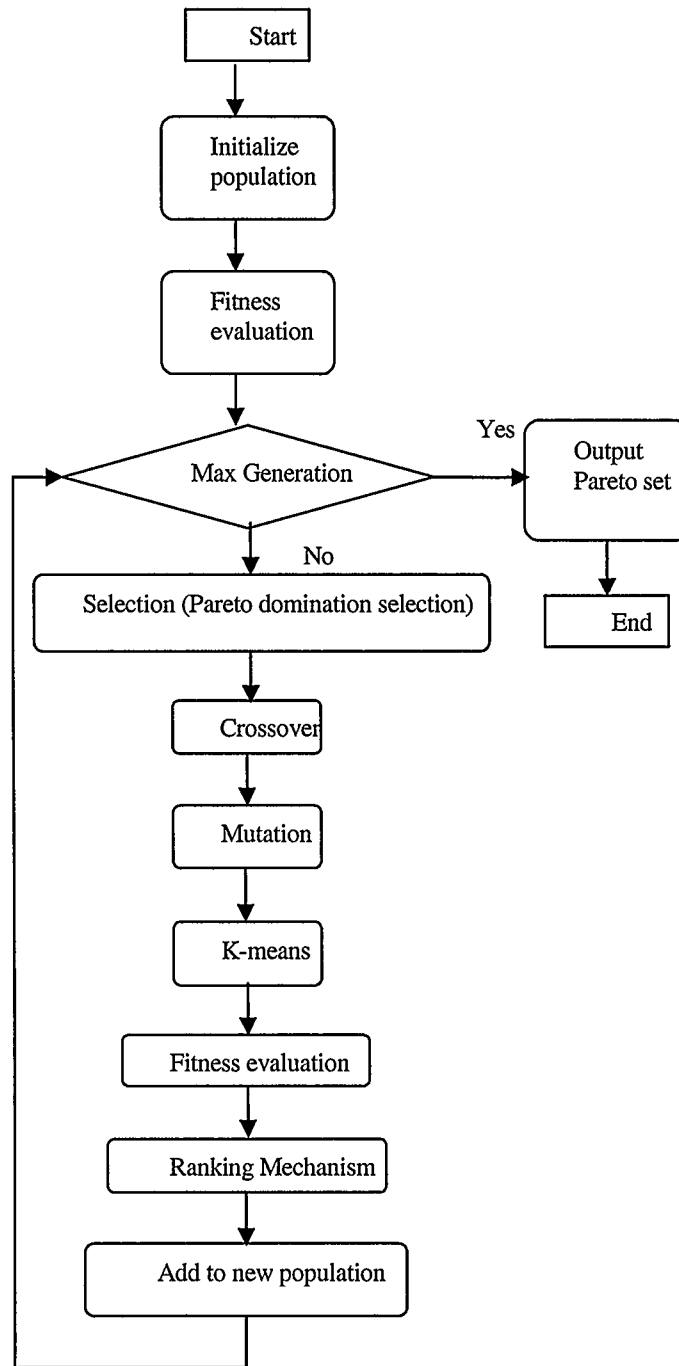 Start
Initialize
population
Fitness
evaluation
Max Generation
Yes
Output
Pareto set
End
No
Selection (Pareto domination selection)
Crossover
Mutation
K-means
Fitness evaluation
Ranking Mechanism
Add to new population